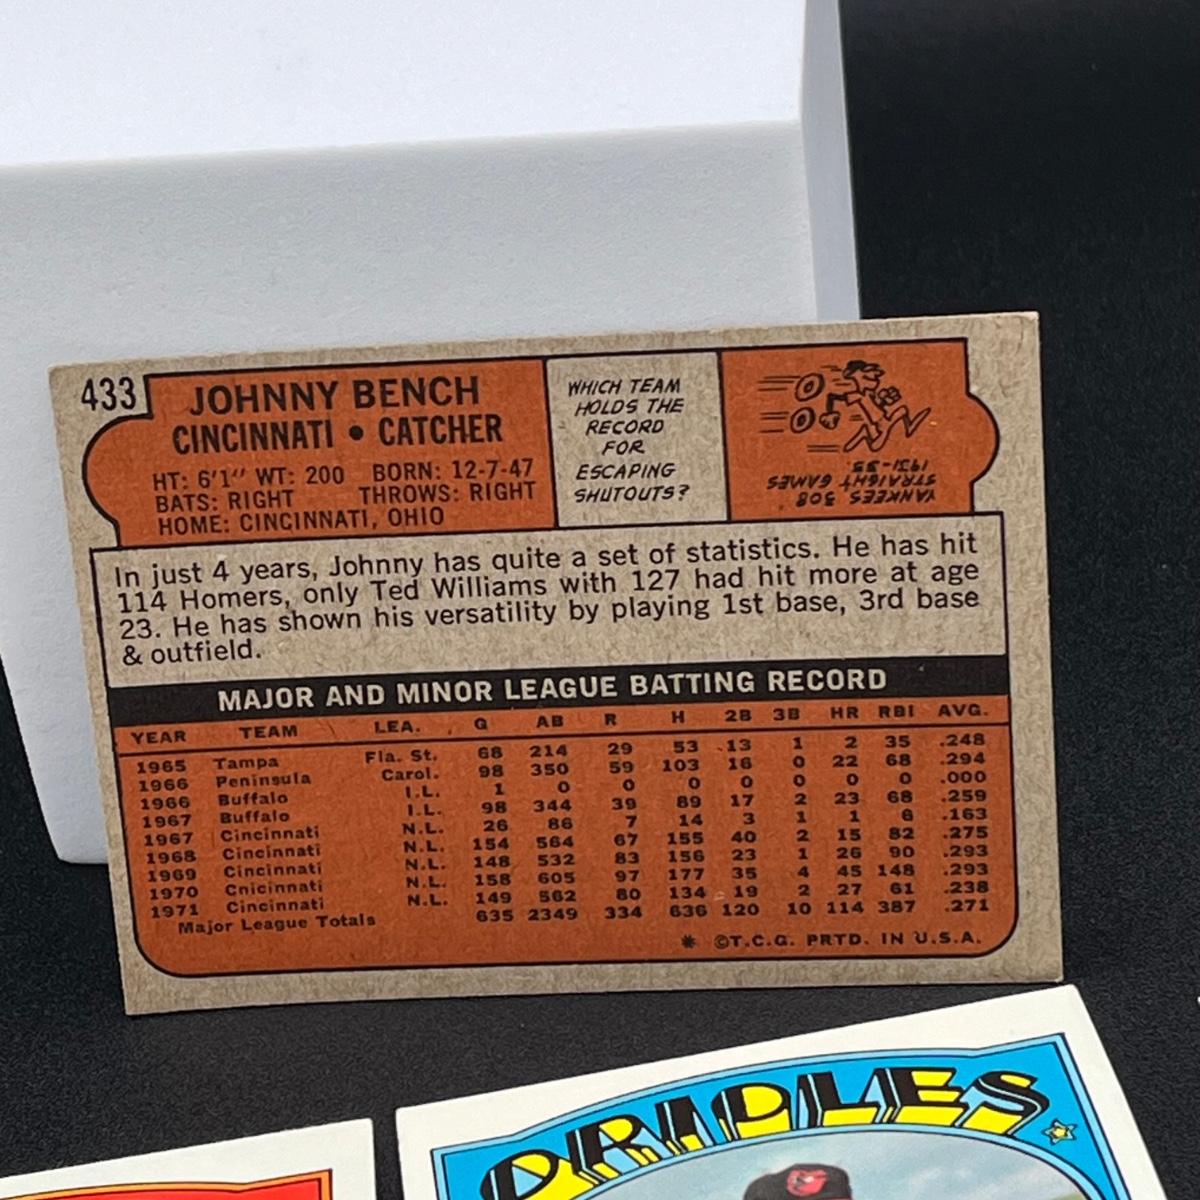 433
JOHNNY BENCH
CINCINNATI • CATCHER
HT: 6'1" WT: 200 BORN: 12-7-47
BATS: RIGHT THROWS: RIGHT
HOME: CINCINNATI, OHIO
WHICH TEAM
HOLDS THE
RECORD
FOR
ESCAPING
SHUTOUTS?
YANKEES, 308
STRAIGHT GAMES
1931-33.
In just 4 years, Johnny has quite a set of statistics. He has hit
114 Homers, only Ted Williams with 127 had hit more at age
23. He has shown his versatility by playing 1st base, 3rd base
& outfield.
MAJOR AND MINOR LEAGUE BATTING RECORD
YEAR TEAM LEA. G AB R H 2B 3B HR RBI AVG.
1965 Tampa Fla. St. 68 214 29 53 13 1 2 35 .248
1966 Peninsula Carol. 98 350 59 103 16 0 22 68 .294
1966 Buffalo I.L. 1 0 0 0 0 0 0 0 .000
1967 Buffalo I.L. 98 344 39 89 17 2 23 68 .259
1967 Cincinnati N.L. 26 86 7 14 3 1 1 6 .163
1968 Cincinnati N.L. 154 564 67 155 40 2 15 82 .275
1969 Cincinnati N.L. 148 532 83 156 23 1 26 90 .293
1970 Cnicinnati N.L. 158 605 97 177 35 4 45 148 .293
1971 Cincinnati N.L. 149 562 80 134 19 2 27 61 .238
Major League Totals 635 2349 334 636 120 10 114 387 .271
* ©T.C.G. PRTD. IN U.S.A.
ORIOLES